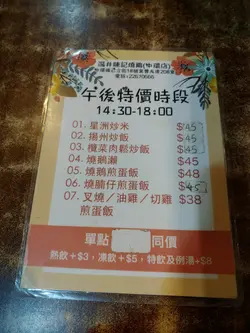 午後特價時段
14:30-18:00
01. 星洲炒米 $45
02. 揚州炒飯 $45
03. 欖菜肉鬆炒飯 $45
04. 燒鵝瀨 $45
05. 燒鵝煎蛋飯 $48
06. 燒腩仔煎蛋飯 $45
07. 叉燒／油雞／切雞 $38
煎蛋飯
單點 同價
熱飲+$3，凍飲+$5，特飲及例湯+$8